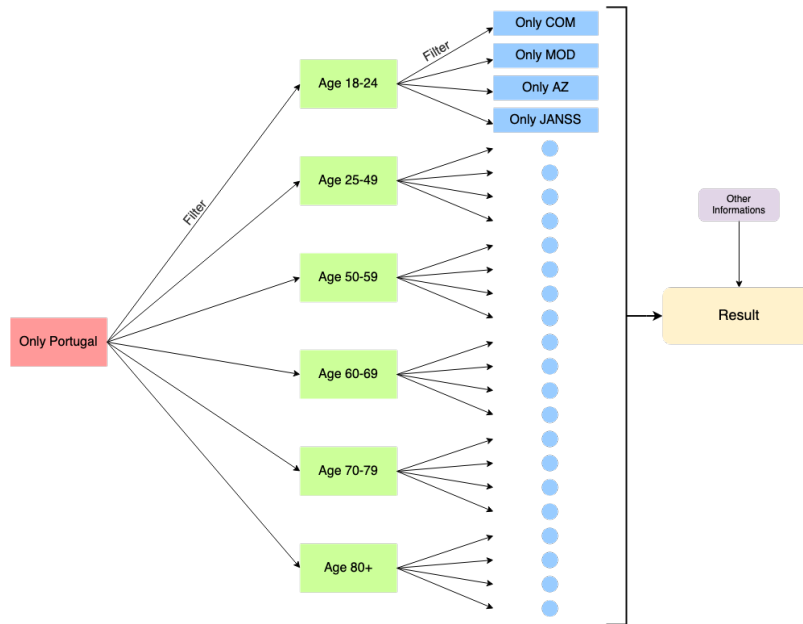 Only Portugal
Filter
Age 18-24
Age 25-49
Age 50-59
Age 60-69
Age 70-79
Age 80+
Filter
Only COM
Only MOD
Only AZ
Only JANSS
Other
Informations
Result